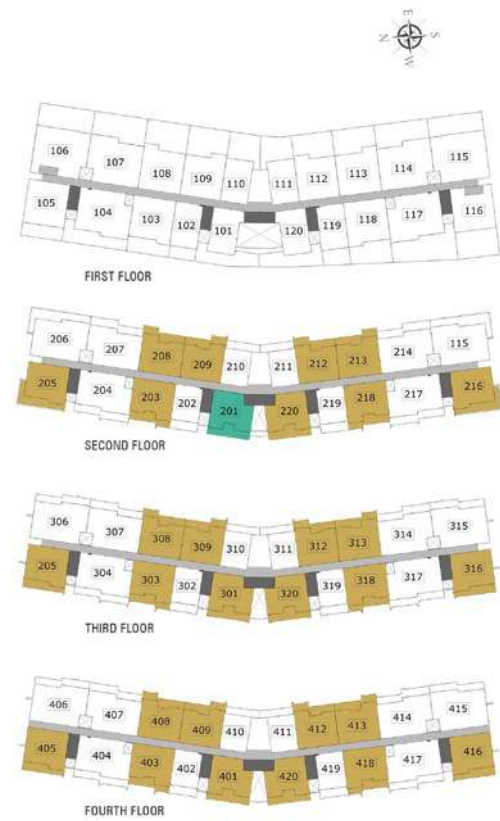 E
N S
W
106 107 108 109 110 111 112 113 114 115
105 104 103 102 101 120 119 118 117 116
FIRST FLOOR
206 207 208 209 210 211 212 213 214 115
205 204 203 202 201 220 219 218 217 216
SECOND FLOOR
306 307 308 309 310 311 312 313 314 315
205 304 303 302 301 320 319 318 317 316
THIRD FLOOR
406 407 408 409 410 411 412 413 414 415
405 404 403 402 401 420 419 418 417 416
FOURTH FLOOR